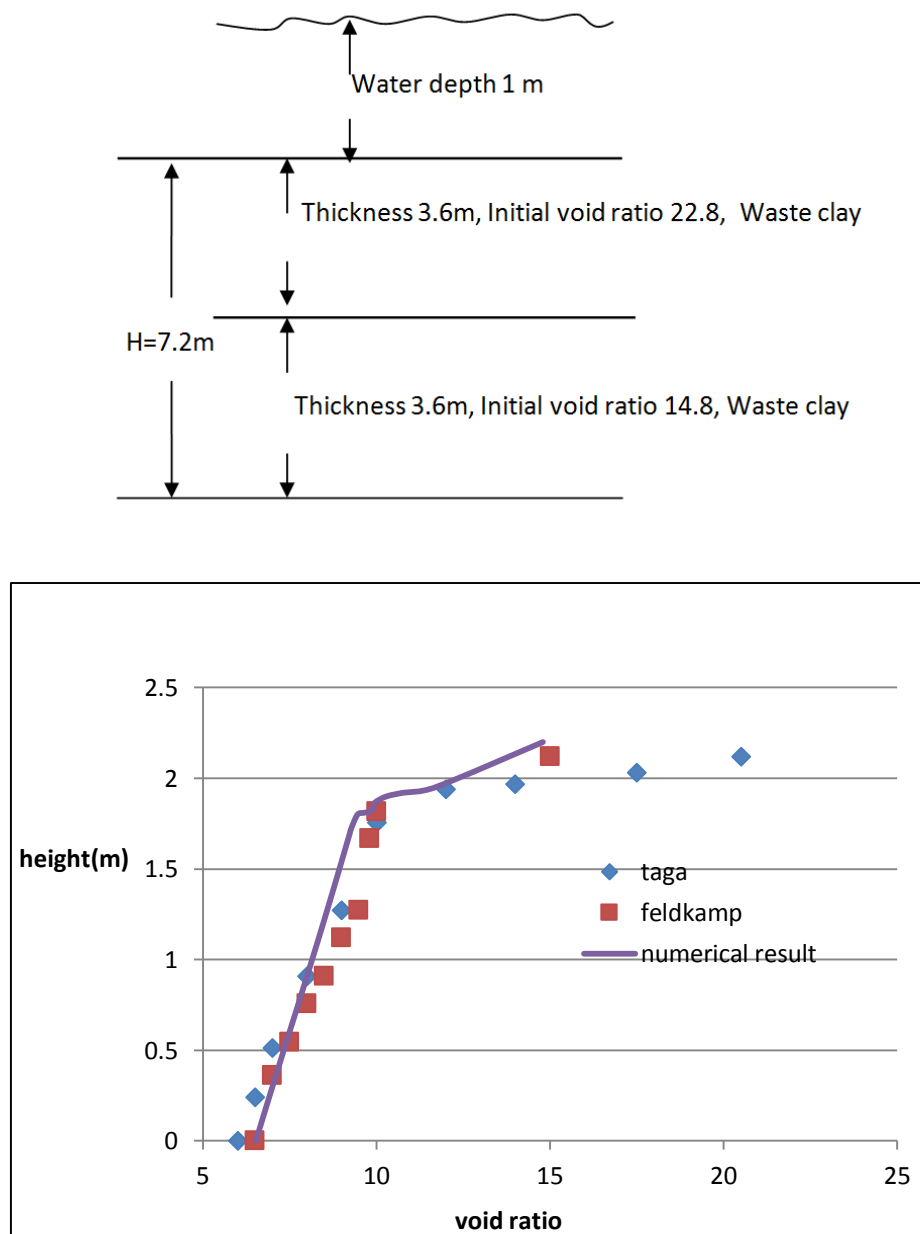 Water depth 1 m
Thickness 3.6m, Initial void ratio 22.8, Waste clay
H=7.2m
Thickness 3.6m, Initial void ratio 14.8, Waste clay
2.5
2
1.5
1
0.5
0
height(m)
taga
feldkamp
numerical result
5 10 15 20 25
void ratio